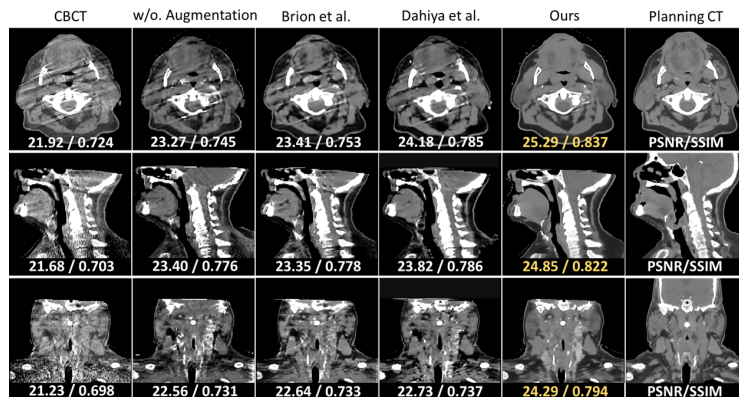 CBCT w/o. Augmentation Brion et al. Dahiya et al. Ours Planning CT
21.92 / 0.724 23.27 / 0.745 23.41 / 0.753 24.18 / 0.785 25.29 / 0.837 PSNR/SSIM
21.68 / 0.703 23.40 / 0.776 23.35 / 0.778 23.82 / 0.786 24.85 / 0.822 PSNR/SSIM
21.23 / 0.698 22.56 / 0.731 22.64 / 0.733 22.73 / 0.737 24.29 / 0.794 PSNR/SSIM